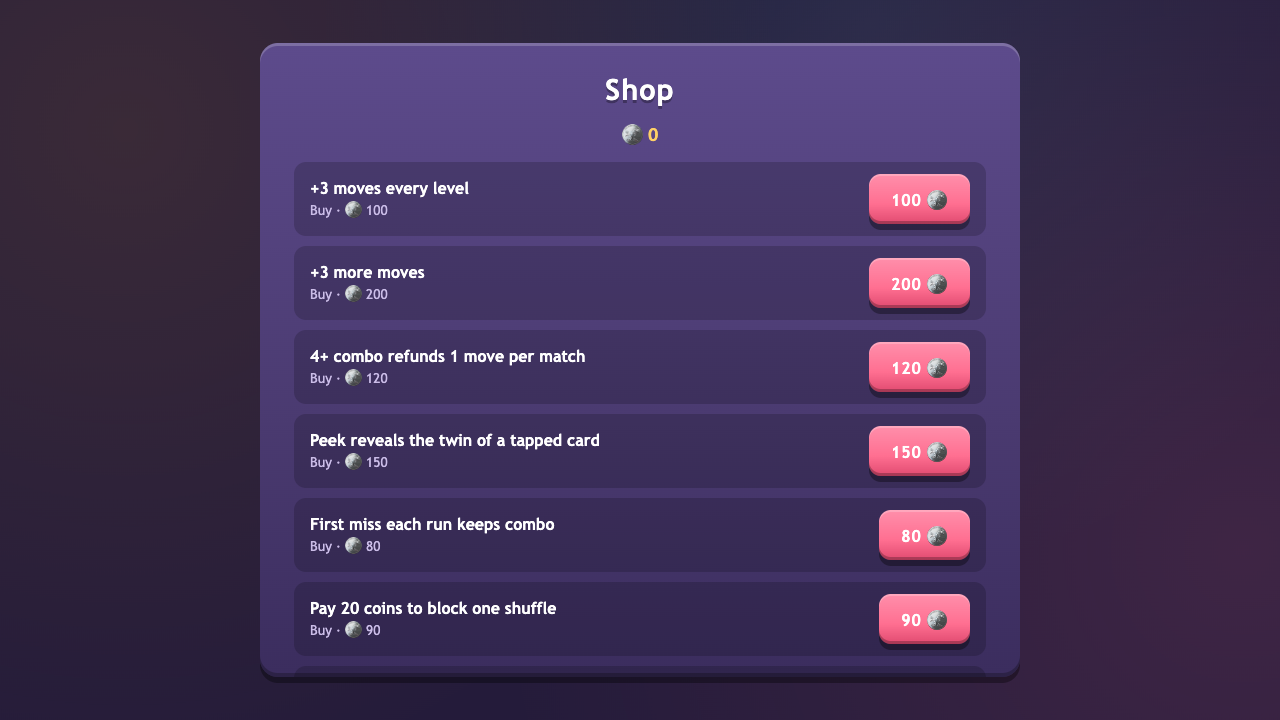 Shop
0
+3 moves every level
Buy · 100
100
+3 more moves
Buy · 200
200
4+ combo refunds 1 move per match
Buy · 120
120
Peek reveals the twin of a tapped card
Buy · 150
150
First miss each run keeps combo
Buy · 80
80
Pay 20 coins to block one shuffle
Buy · 90
90